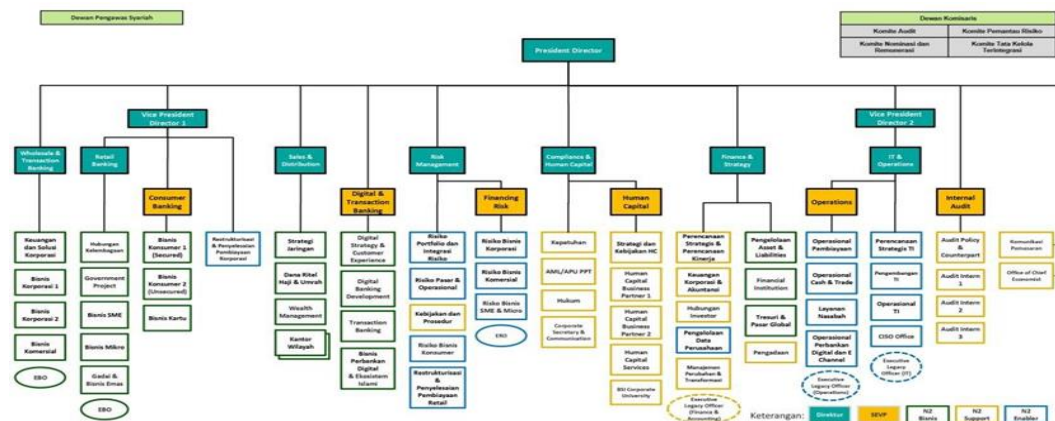 Dewan Pengawas Syariah
Dewan Komisaris
Komite Audit
Komite Pemantau Risiko
Komite Nominasi dan
Remunerasi
Komite Tata Kelola
Terintegrasi
President Director
Vice President
Director 1
Vice President
Director 2
Wholesale &
Transaction
Banking
Retail
Banking
Sales &
Distribution
Risk
Management
Compliance &
Human Capital
Finance &
Strategy
IT &
Operations
Consumer
Banking
Digital &
Transaction
Banking
Financing
Risk
Human
Capital
Operations
Internal
Audit
Keuangan
dan Solusi
Korporasi
Bisnis
Korporasi 1
Bisnis
Korporasi 2
Bisnis
Komersial
EBO
Hubungan
Kelembagaan
Government
Project
Bisnis SME
Bisnis Mikro
Gadai &
Bisnis Emas
EBO
Bisnis
Konsumer 1
(Secured)
Bisnis
Konsumer 2
(Unsecured)
Bisnis Kartu
Restrukturisasi
& Penyelesaian
Pembiayaan
Korporasi
Strategi
Jaringan
Dana Ritel
Haji & Umrah
Wealth
Management
Kantor
Wilayah
Digital
Strategy &
Customer
Experience
Digital
Banking
Development
Transaction
Banking
Bisnis
Perbankan
Digital &
Ekosistem
Islami
Risiko
Portfolio dan
Integrasi
Risiko
Risiko Pasar &
Operasional
Kebijakan dan
Prosedur
Risiko Bisnis
Konsumer
Restrukturisasi &
Penyelesaian
Pembiayaan
Retail
Risiko Bisnis
Korporasi
Risiko Bisnis
Komersial
Risiko Bisnis
SME & Mikro
Kepatuhan
AML/APU PPT
Hukum
Corporate
Secretary &
Communication
Strategi dan
Kebijakan HC
Human
Capital
Business
Partner 1
Human
Capital
Business
Partner 2
Human
Capital
Services
BSI Corporate
University
Perencanaan
Strategis &
Perencanaan
Kinerja
Keuangan
Korporasi &
Akuntansi
Hubungan
Investor
Pengelolaan
Data
Perusahaan
Manajemen
Perubahan &
Transformasi
Executive
Legacy Officer
(Finance &
Accounting)
Pengelolaan
Asset &
Liabilities
Financial
Institution
Tresuri &
Pasar Global
Pengadaan
Operasional
Pembiayaan
Operasional
Cash & Trade
Layanan
Nasabah
Operasional
Perbankan
Digital dan E
Channel
Executive
Legacy Officer
(Operations)
Perencanaan
Strategis TI
Pengembangan
TI
Operasional
TI
CISO Office
Executive
Legacy
Officer (IT)
Audit Policy &
Counterpart
Audit Intern
1
Audit Intern
2
Audit Intern
3
Komunikasi
Pemasaran
Office of Chief
Economist
Keterangan:
Direktur
SEVP
N2
Bisnis
N2
Support
N2
Enabler